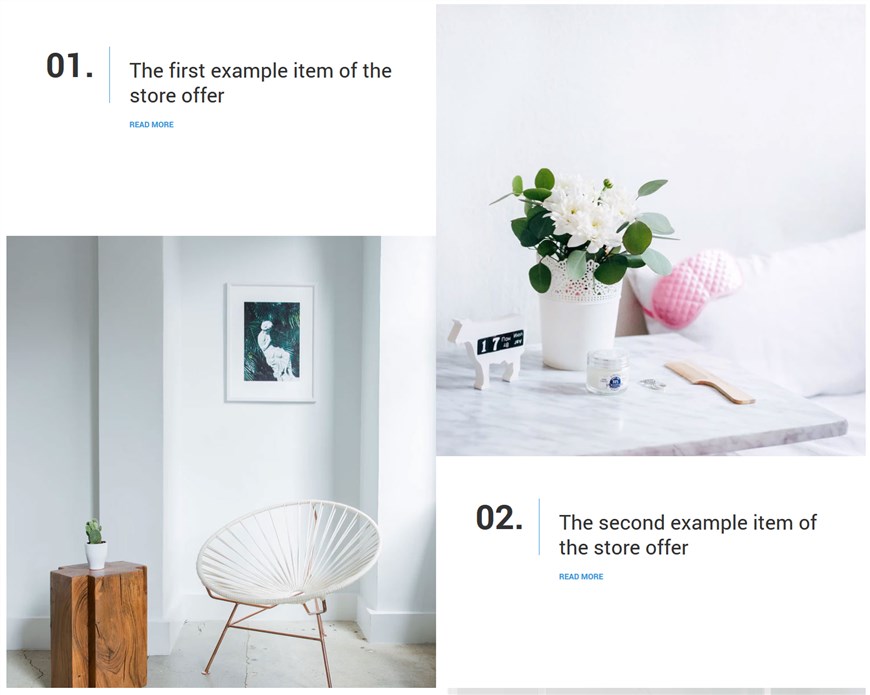 01.
The first example item of the
store offer
READ MORE
17
02.
The second example item of
the store offer
READ MORE